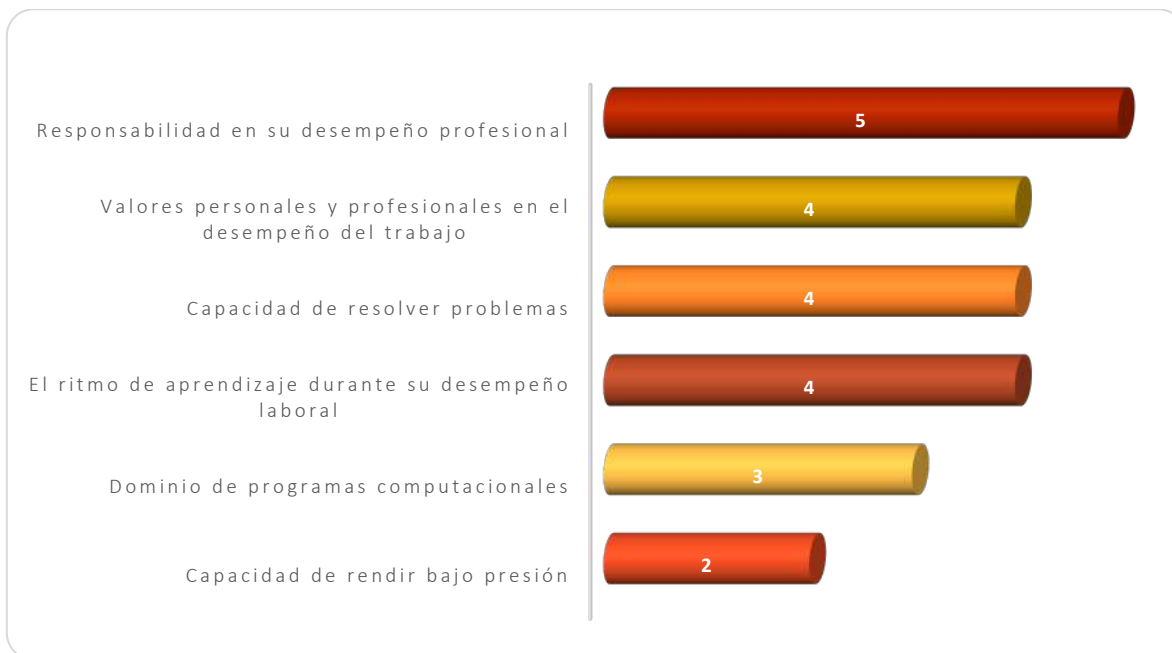 Responsabilidad en su desempeño profesional
5
Valores personales y profesionales en el
desempeño del trabajo
4
Capacidad de resolver problemas
4
El ritmo de aprendizaje durante su desempeño
laboral
4
Dominio de programas computacionales
3
Capacidad de rendir bajo presión
2